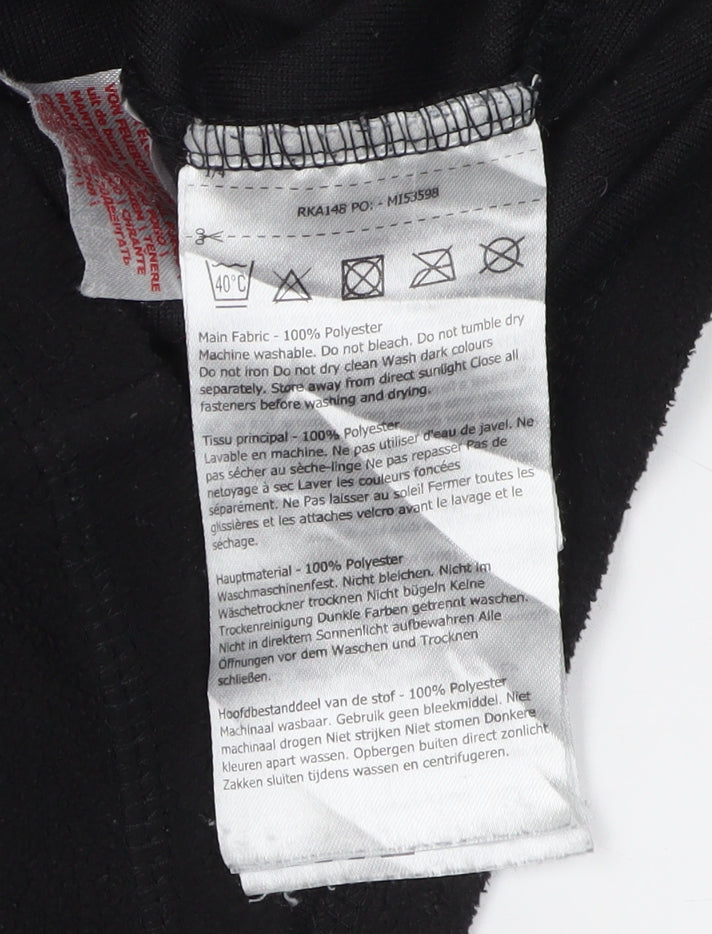 1/4
RKA148 PO: - MI53598
40°C
Main Fabric - 100% Polyester
Machine washable. Do not bleach. Do not tumble dry
Do not iron Do not dry clean Wash dark colours
separately. Store away from direct sunlight Close all
fasteners before washing and drying.
Tissu principal - 100% Polyester
Lavable en machine. Ne pas utiliser d'eau de javel. Ne
pas sécher au sèche-linge Ne pas repasser Pas de
nettoyage à sec Laver les couleurs foncées
séparément. Ne Pas laisser au soleil Fermer toutes les
glissières et les attaches velcro avant le lavage et le
séchage.
Hauptmaterial - 100% Polyester
Waschmaschinenfest. Nicht bleichen. Nicht im
Wäschetrockner trocknen Nicht bügeln Keine
Trockenreinigung Dunkle Farben getrennt waschen.
Nicht in direktem Sonnenlicht aufbewahren Alle
Öffnungen vor dem Waschen und Trocknen
schließen.
Hoofdbestanddeel van de stof - 100% Polyester
Machinaal wasbaar. Gebruik geen bleekmiddel. Niet
machinaal drogen Niet strijken Niet stomen Donkere
kleuren apart wassen. Opbergen buiten direct zonlicht
Zakken sluiten tijdens wassen en centrifugeren.
VON
TENERE